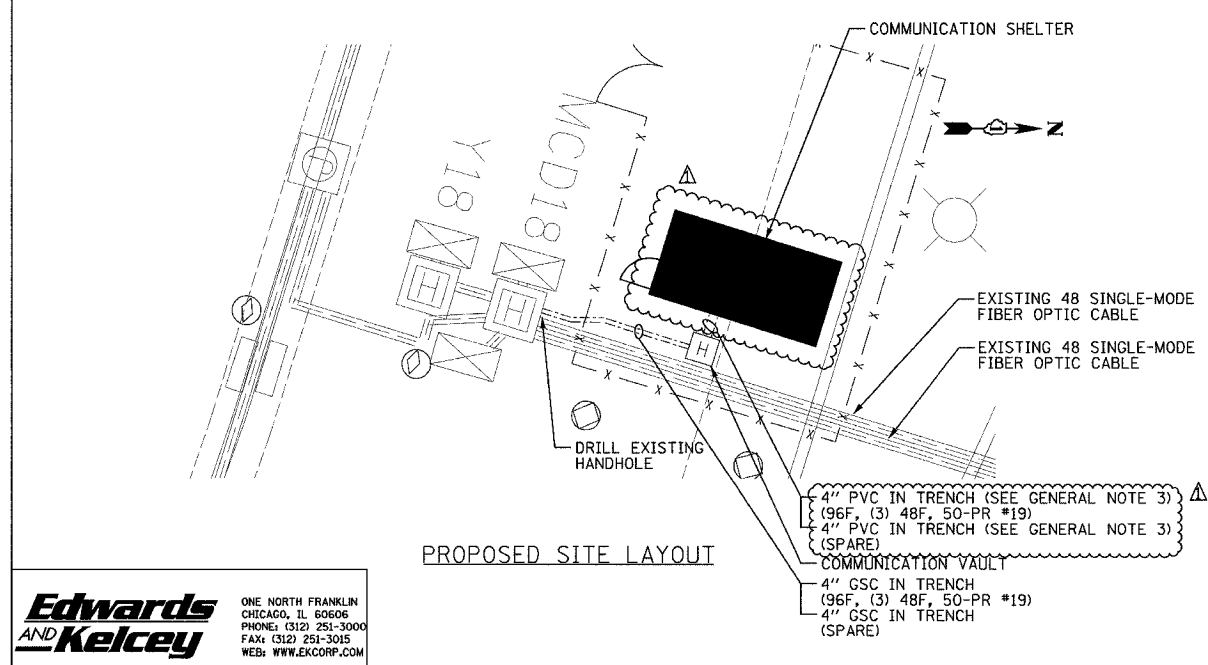 COMMUNICATION SHELTER
N
1
P
Y18
MCD18
1
H
H
H
EXISTING 48 SINGLE-MODE
FIBER OPTIC CABLE
EXISTING 48 SINGLE-MODE
FIBER OPTIC CABLE
DRILL EXISTING
HANDHOLE
4" PVC IN TRENCH (SEE GENERAL NOTE 3)
1
(96F, (3) 48F, 50-PR #19)
4" PVC IN TRENCH (SEE GENERAL NOTE 3)
(SPARE)
COMMUNICATION VAULT
4" GSC IN TRENCH
(96F, (3) 48F, 50-PR #19)
4" GSC IN TRENCH
(SPARE)
PROPOSED SITE LAYOUT
Edwards
AND Kelcey
ONE NORTH FRANKLIN
CHICAGO, IL 60606
PHONE: (312) 251-3000
FAX: (312) 251-3015
WEB: WWW.EKCORP.COM